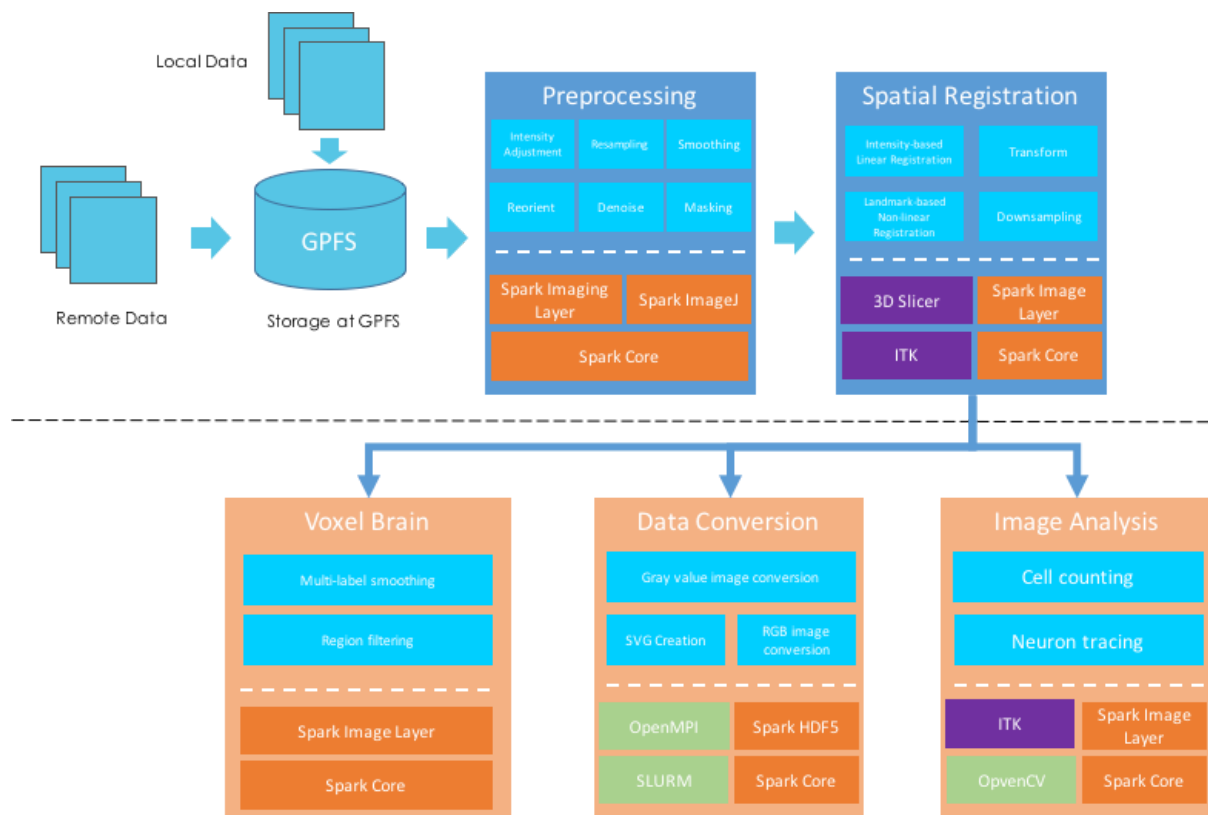 Local Data
Remote Data
GPFS
Storage at GPFS
Preprocessing
Intensity
Adjustment
Resampling
Smoothing
Reorient
Denoise
Masking
Spark Imaging
Layer
Spark ImageJ
Spark Core
Spatial Registration
Intensity-based
Linear Registration
Transform
Landmark-based
Non-linear
Registration
Downsampling
3D Slicer
Spark Image
Layer
ITK
Spark Core
Voxel Brain
Multi-label smoothing
Region filtering
Spark Image Layer
Spark Core
Data Conversion
Gray value image conversion
SVG Creation
RGB image
conversion
OpenMPI
Spark HDF5
SLURM
Spark Core
Image Analysis
Cell counting
Neuron tracing
ITK
Spark Image
Layer
OpvenCV
Spark Core